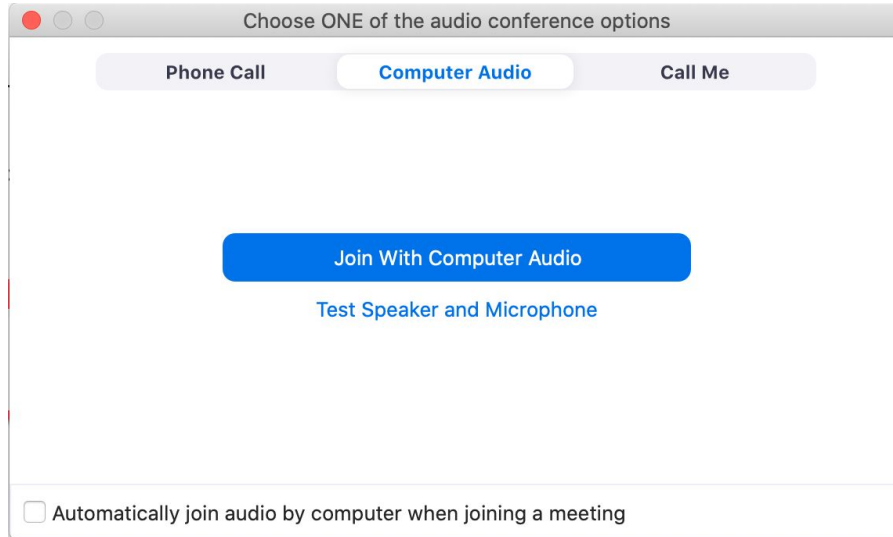 Choose ONE of the audio conference options
Phone Call Computer Audio Call Me
Join With Computer Audio
Test Speaker and Microphone
Automatically join audio by computer when joining a meeting